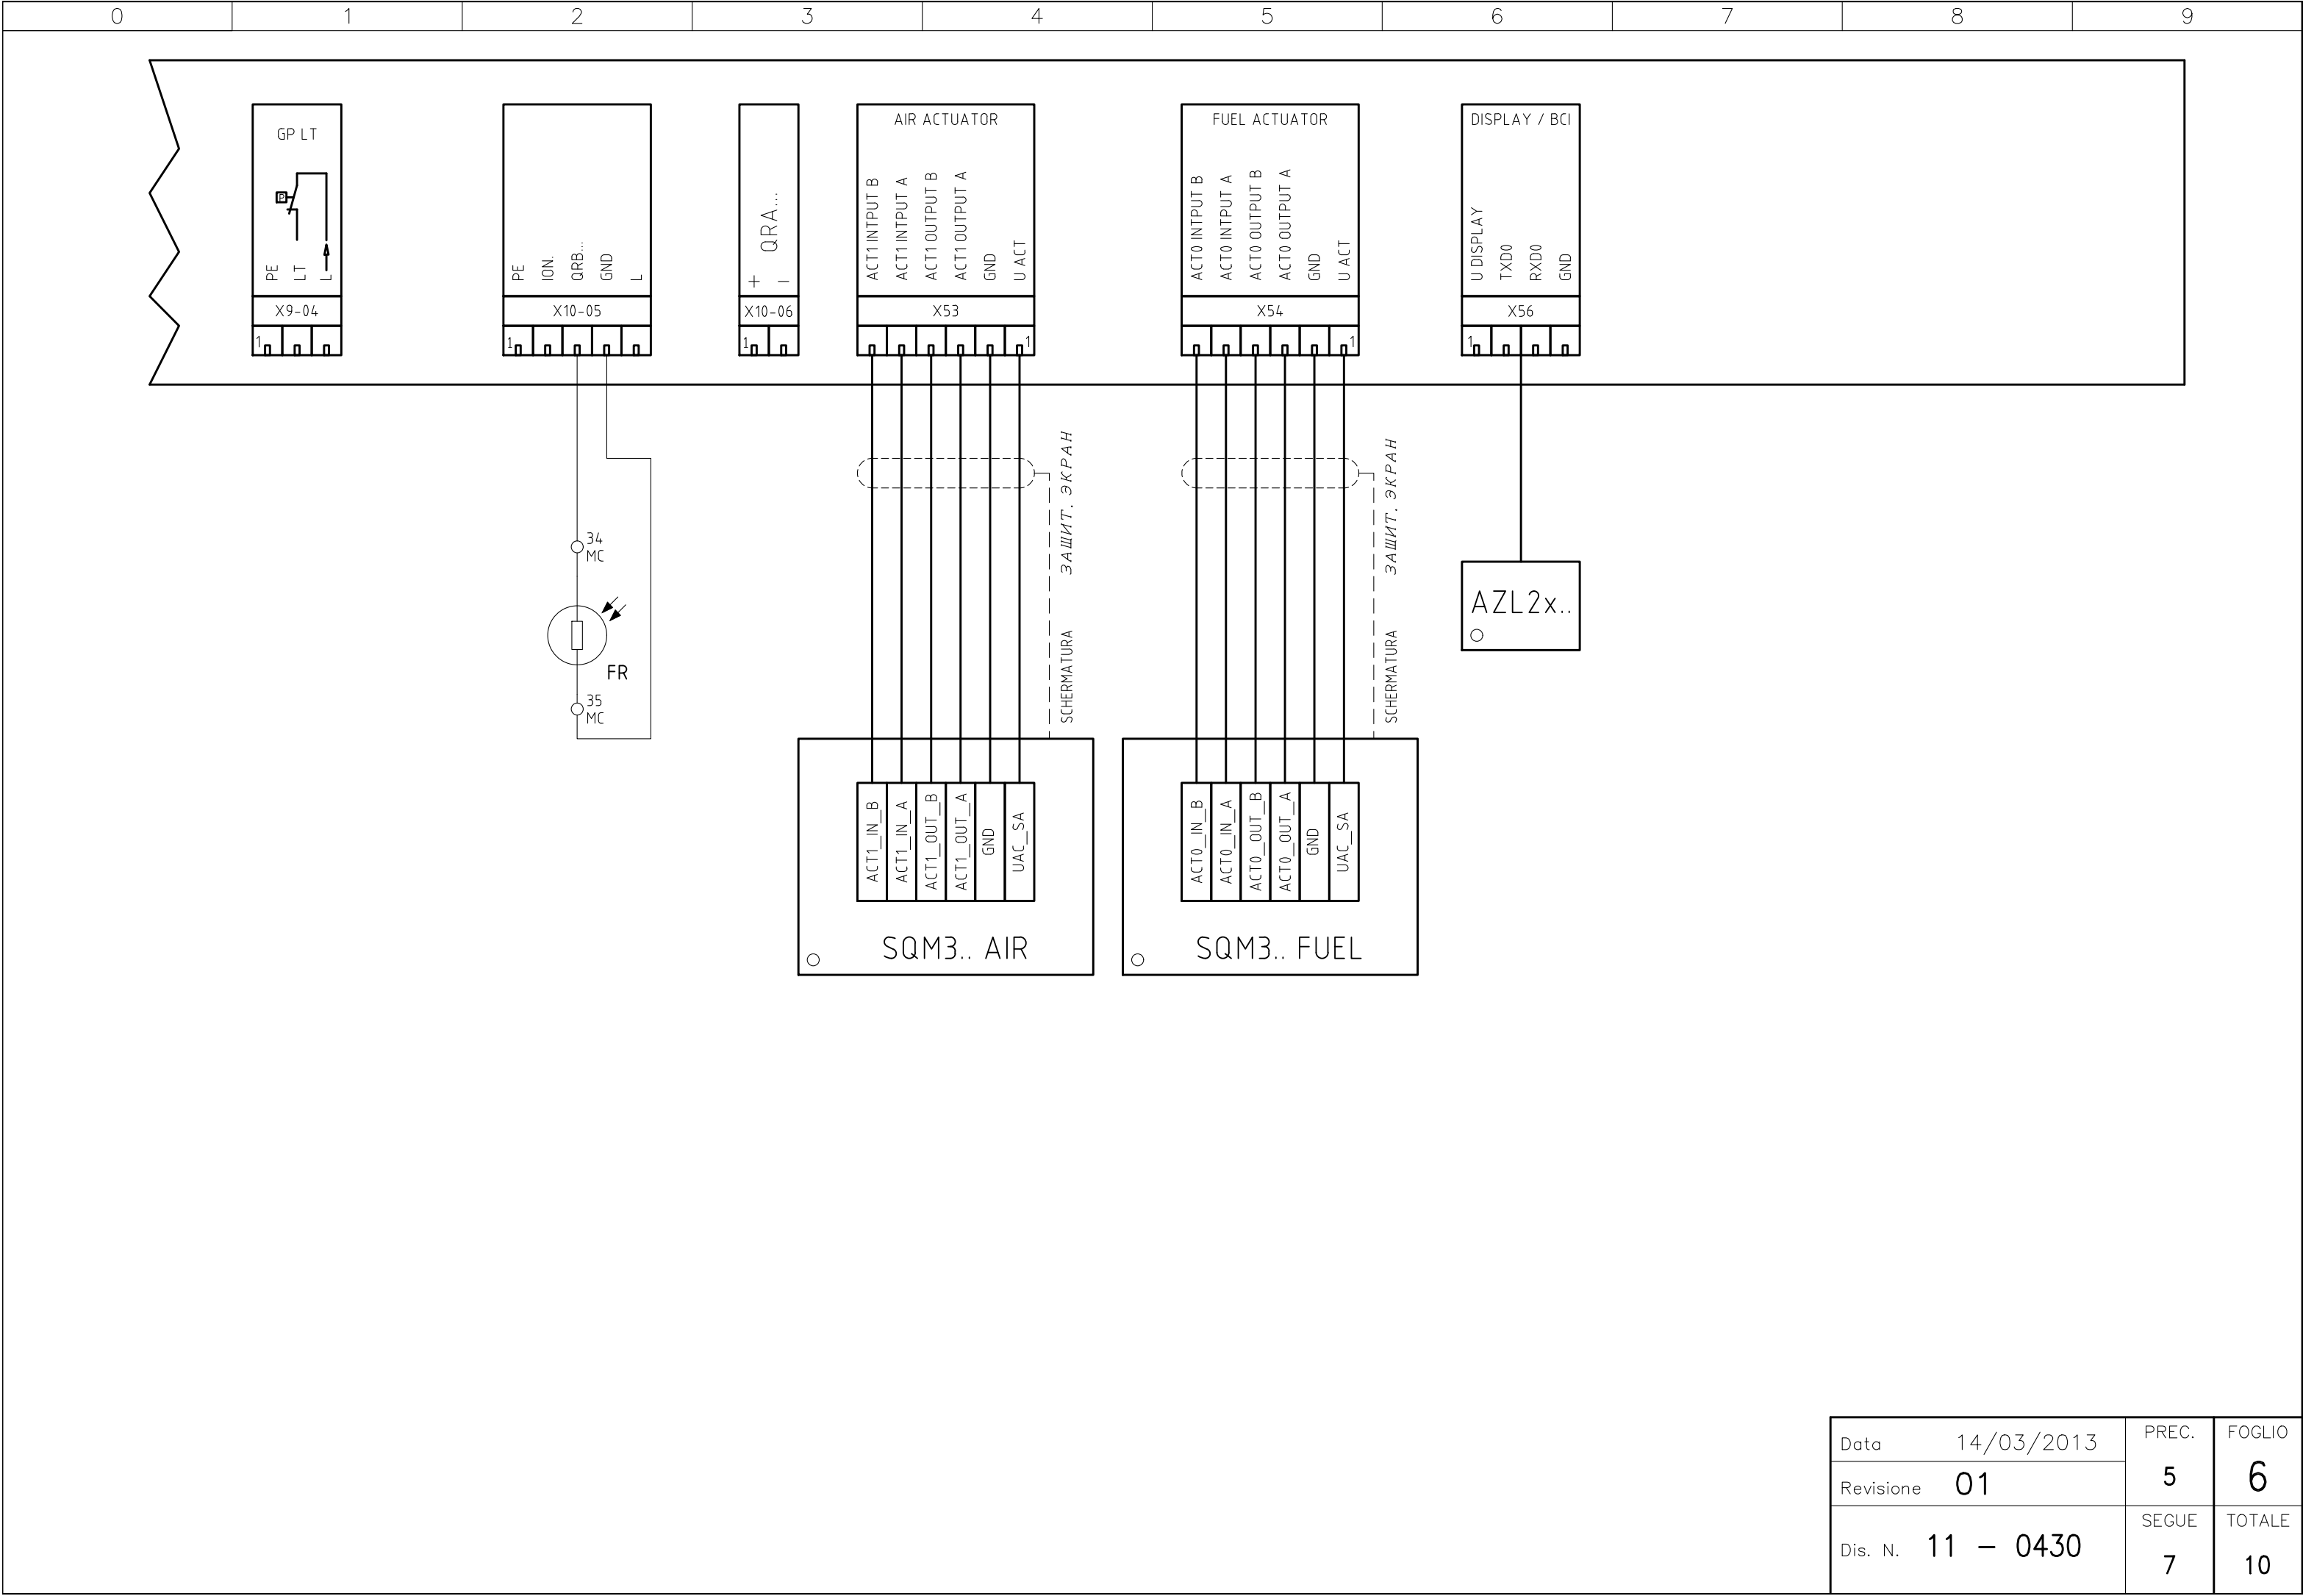 0 1 2 3 4 5 6 7 8 9
GP LT
P
PE
LT
L
X9-04
1
PE
ION.
QRB...
GND
L
X10-05
1
QRA...
+
–
X10-06
1
AIR ACTUATOR
ACT1 INTPUT B
ACT1 INTPUT A
ACT1 OUTPUT B
ACT1 OUTPUT A
GND
U ACT
X53
1
FUEL ACTUATOR
ACT0 INTPUT B
ACT0 INTPUT A
ACT0 OUTPUT B
ACT0 OUTPUT A
GND
U ACT
X54
1
DISPLAY / BCI
U DISPLAY
TXD0
RXD0
GND
X56
1
34
MC
FR
35
MC
SCHERMATURA ЗАШИТ. ЭКРАН
SCHERMATURA ЗАШИТ. ЭКРАН
AZL2x..
ACT1_IN_B
ACT1_IN_A
ACT1_OUT_B
ACT1_OUT_A
GND
UAC_SA
SQM3.. AIR
ACT0_IN_B
ACT0_IN_A
ACT0_OUT_B
ACT0_OUT_A
GND
UAC_SA
SQM3.. FUEL
Data 14/03/2013
Revisione 01
Dis. N. 11 – 0430
PREC.
5
FOGLIO
6
SEGUE
7
TOTALE
10